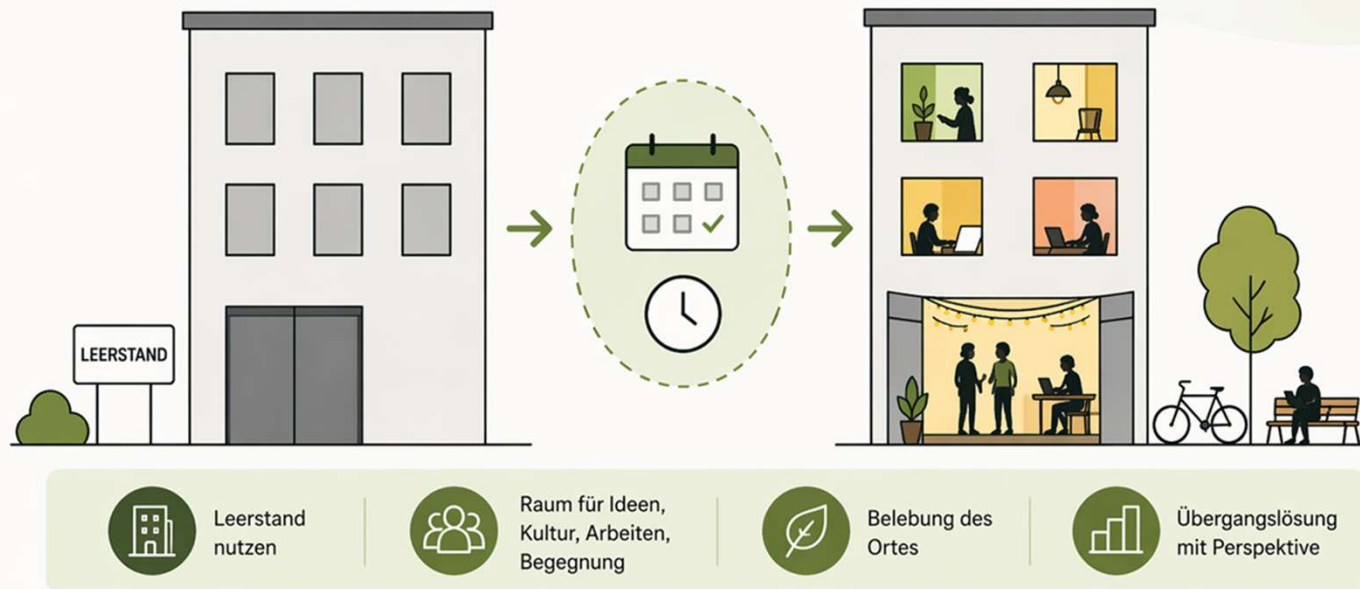 LEERSTAND
Leerstand
nutzen
Raum für Ideen,
Kultur, Arbeiten,
Begegnung
Belebung des
Ortes
Übergangslösung
mit Perspektive